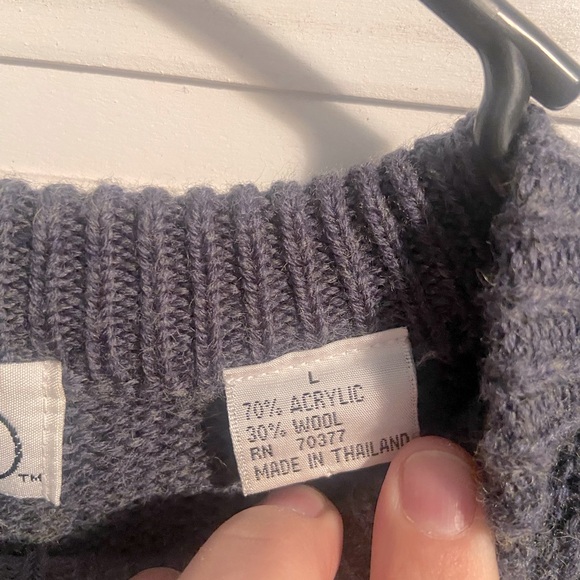 L
70% ACRYLIC
30% WOOL
RN 70377
MADE IN THAILAND
TM